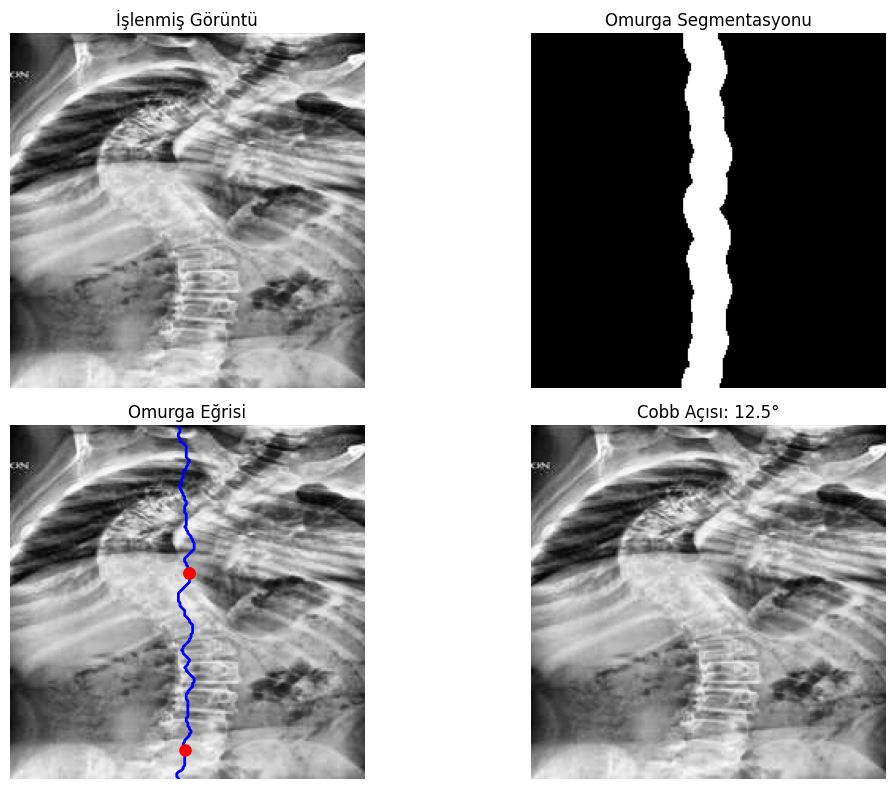 İşlenmiş Görüntü
Omurga Segmentasyonu
Omurga Eğrisi
Cobb Açısı: 12.5°